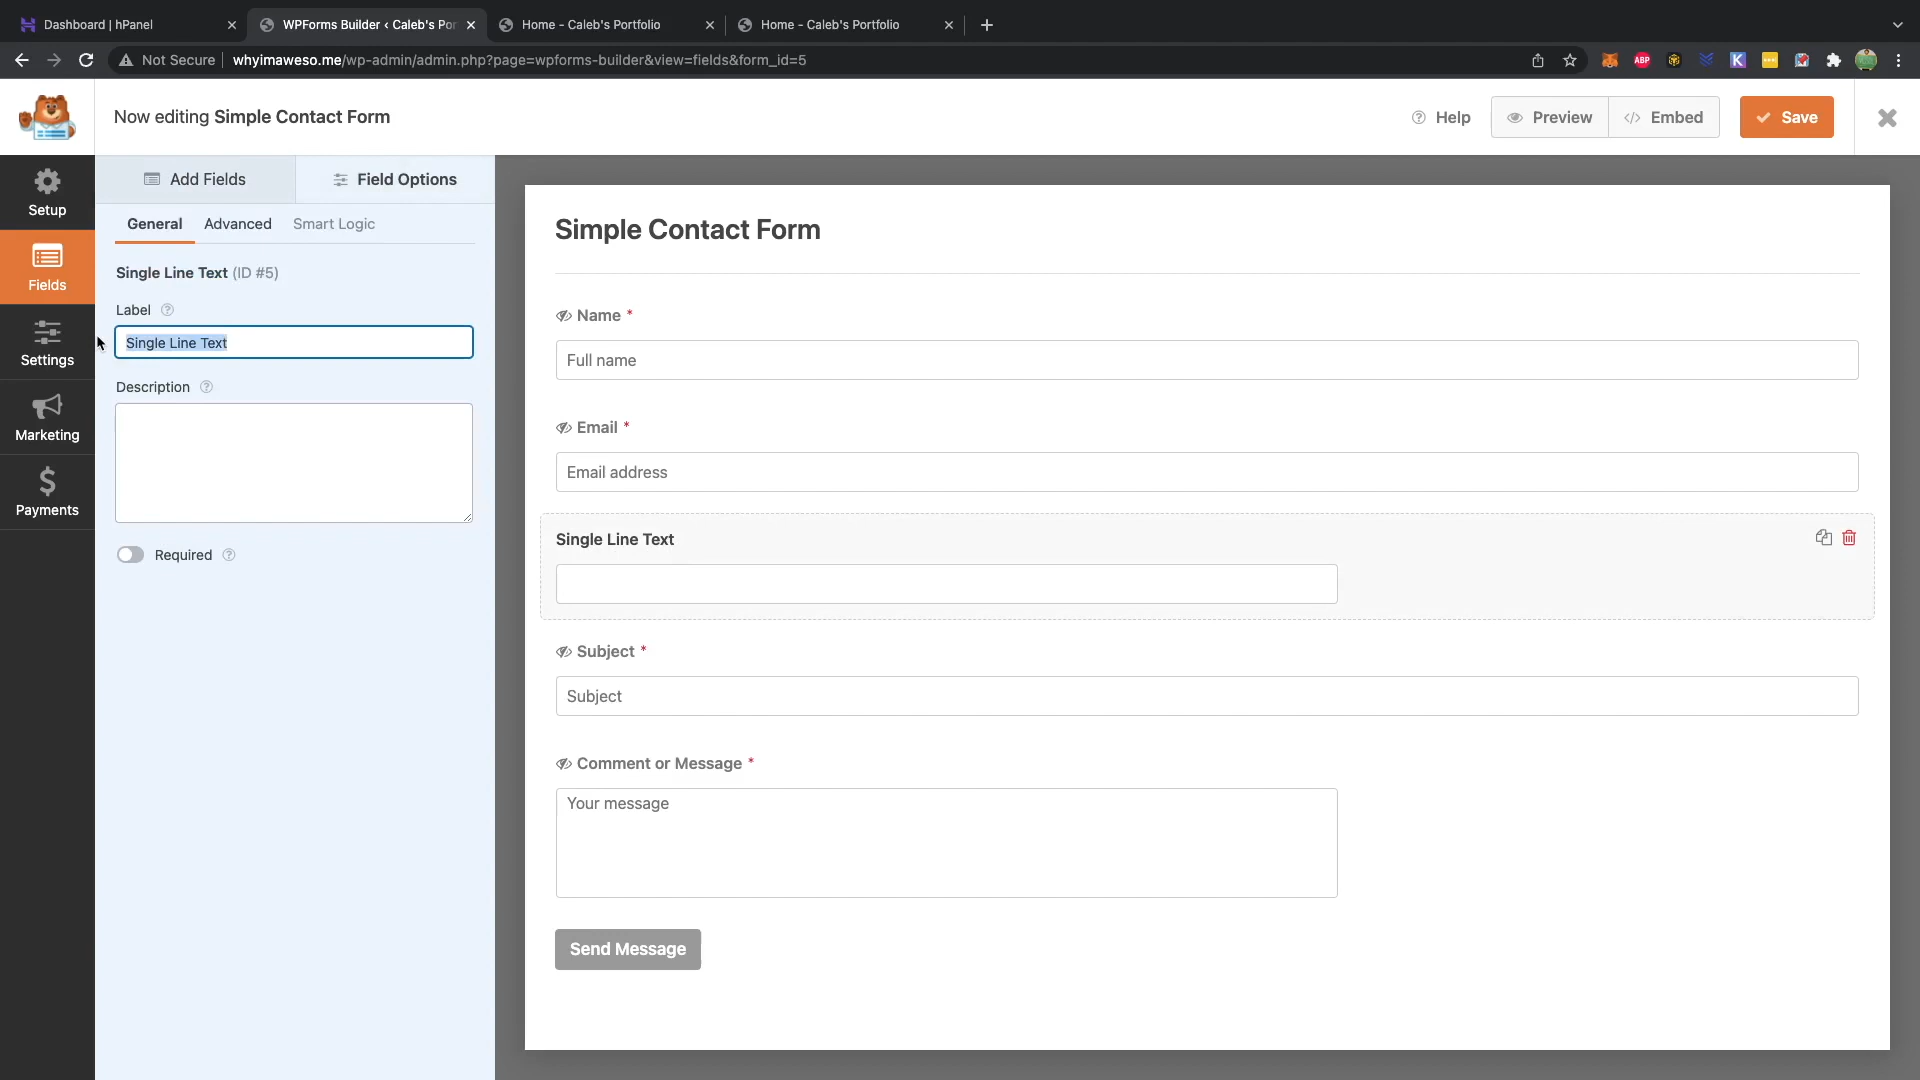 Dashboard | hPanel
WPForms Builder ‹ Caleb's Por
Home - Caleb's Portfolio
Home - Caleb's Portfolio
Not Secure
whyimaweso.me/wp-admin/admin.php?page=wpforms-builder&view=fields&form_id=5
ABP
K
Now editing Simple Contact Form
Help
Preview
Embed
Save
Setup
Fields
Settings
Marketing
Payments
Add Fields
Field Options
General
Advanced
Smart Logic
Single Line Text (ID #5)
Label
Single Line Text
Description
Required
Simple Contact Form
Name *
Full name
Email *
Email address
Single Line Text
Subject *
Subject
Comment or Message *
Your message
Send Message